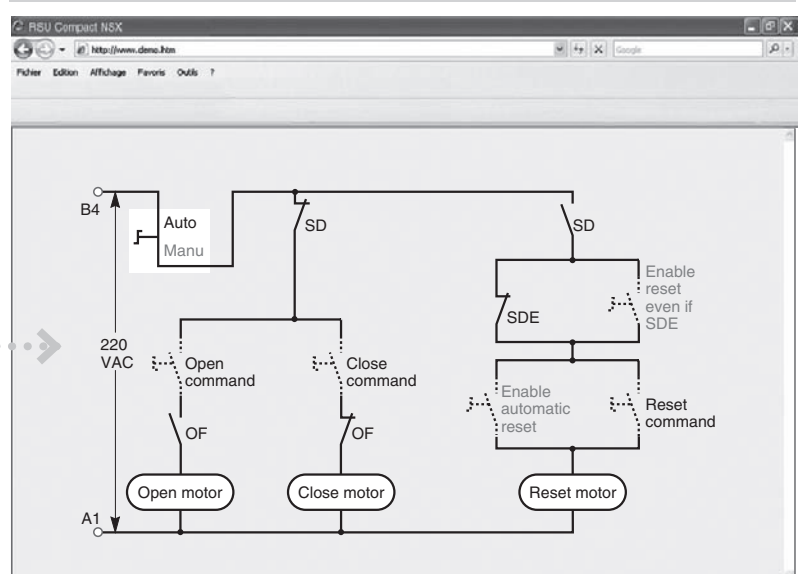 RSU Compact NSX
http://www.demo.htm
Google
Fichier Edition Affichage Favoris Outils ?
B4
Auto
Manu
SD
SD
Enable
reset
even if
SDE
SDE
220
VAC
Open
command
Close
command
Enable
automatic
reset
Reset
command
OF
OF
Open motor
Close motor
Reset motor
A1